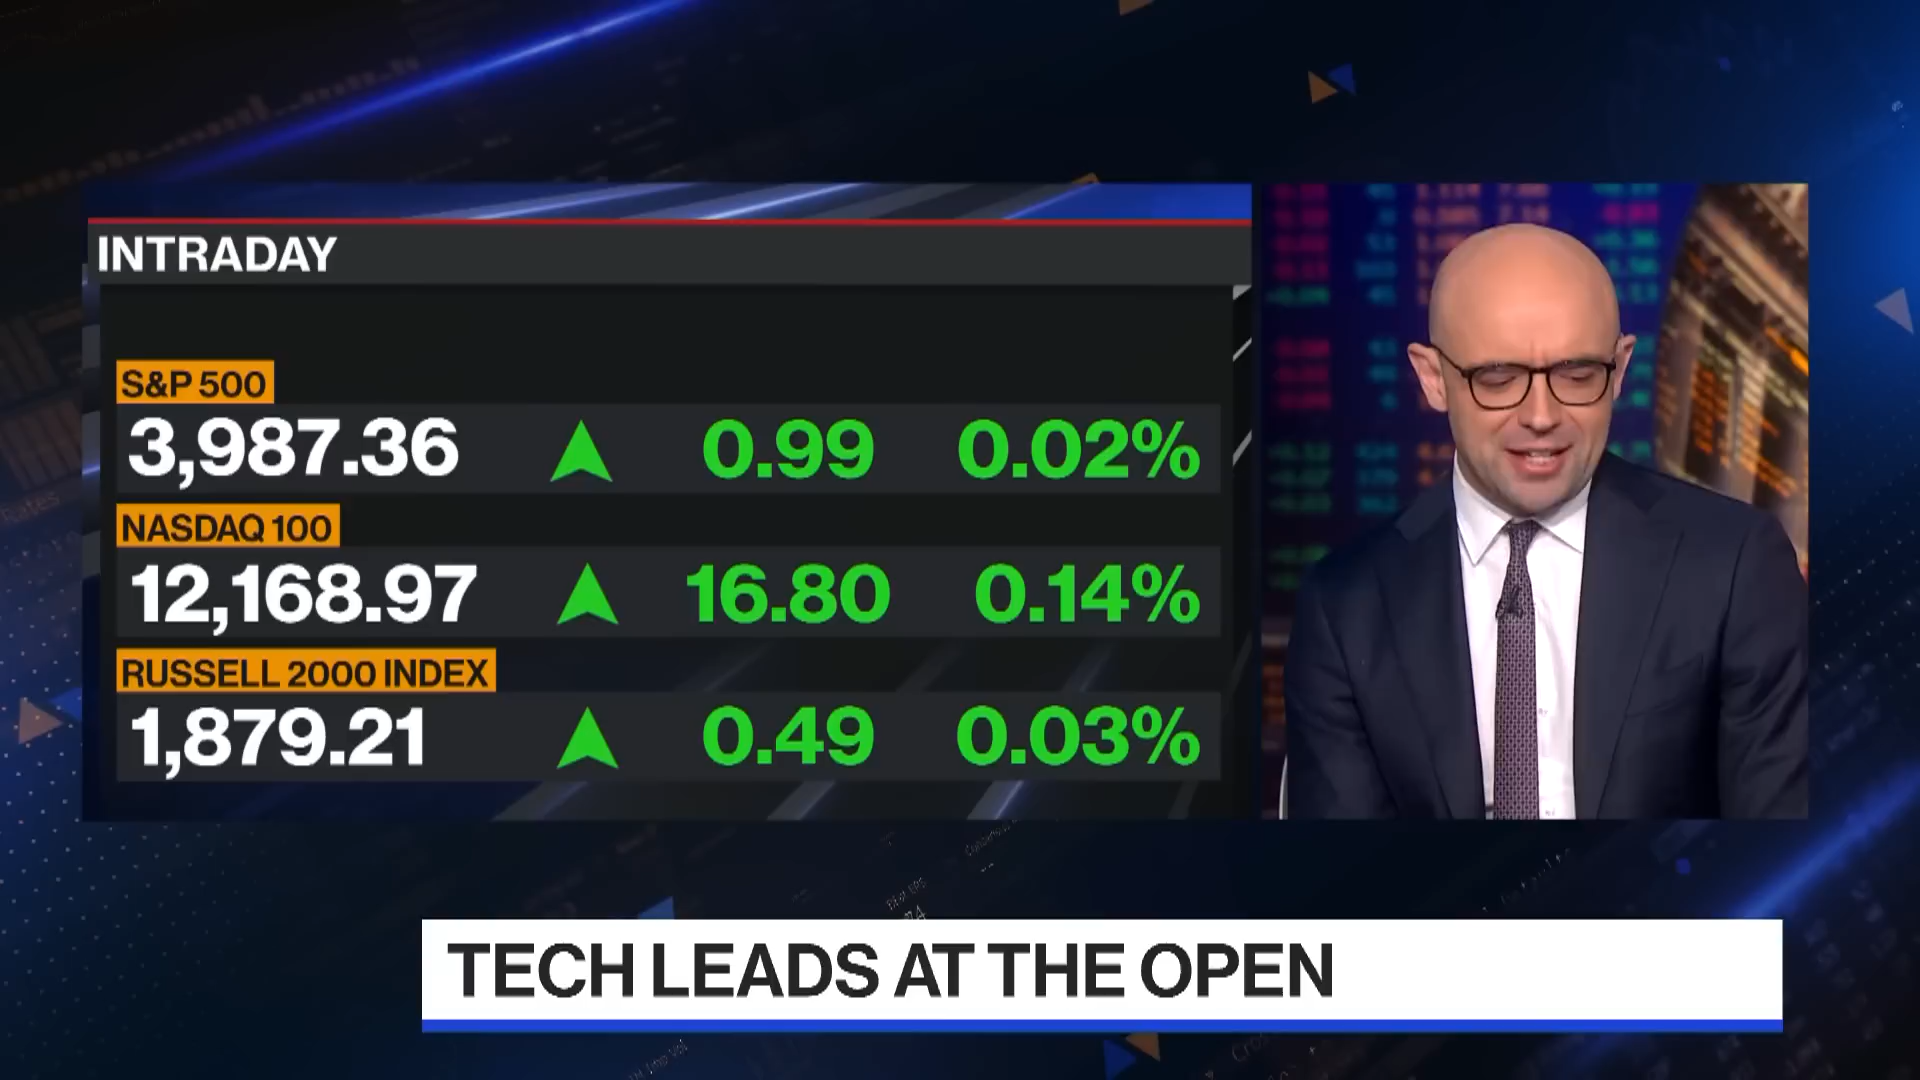 INTRADAY
S&P 500
3,987.36 ▲ 0.99 0.02%
NASDAQ 100
12,168.97 ▲ 16.80 0.14%
RUSSELL 2000 INDEX
1,879.21 ▲ 0.49 0.03%
TECH LEADS AT THE OPEN